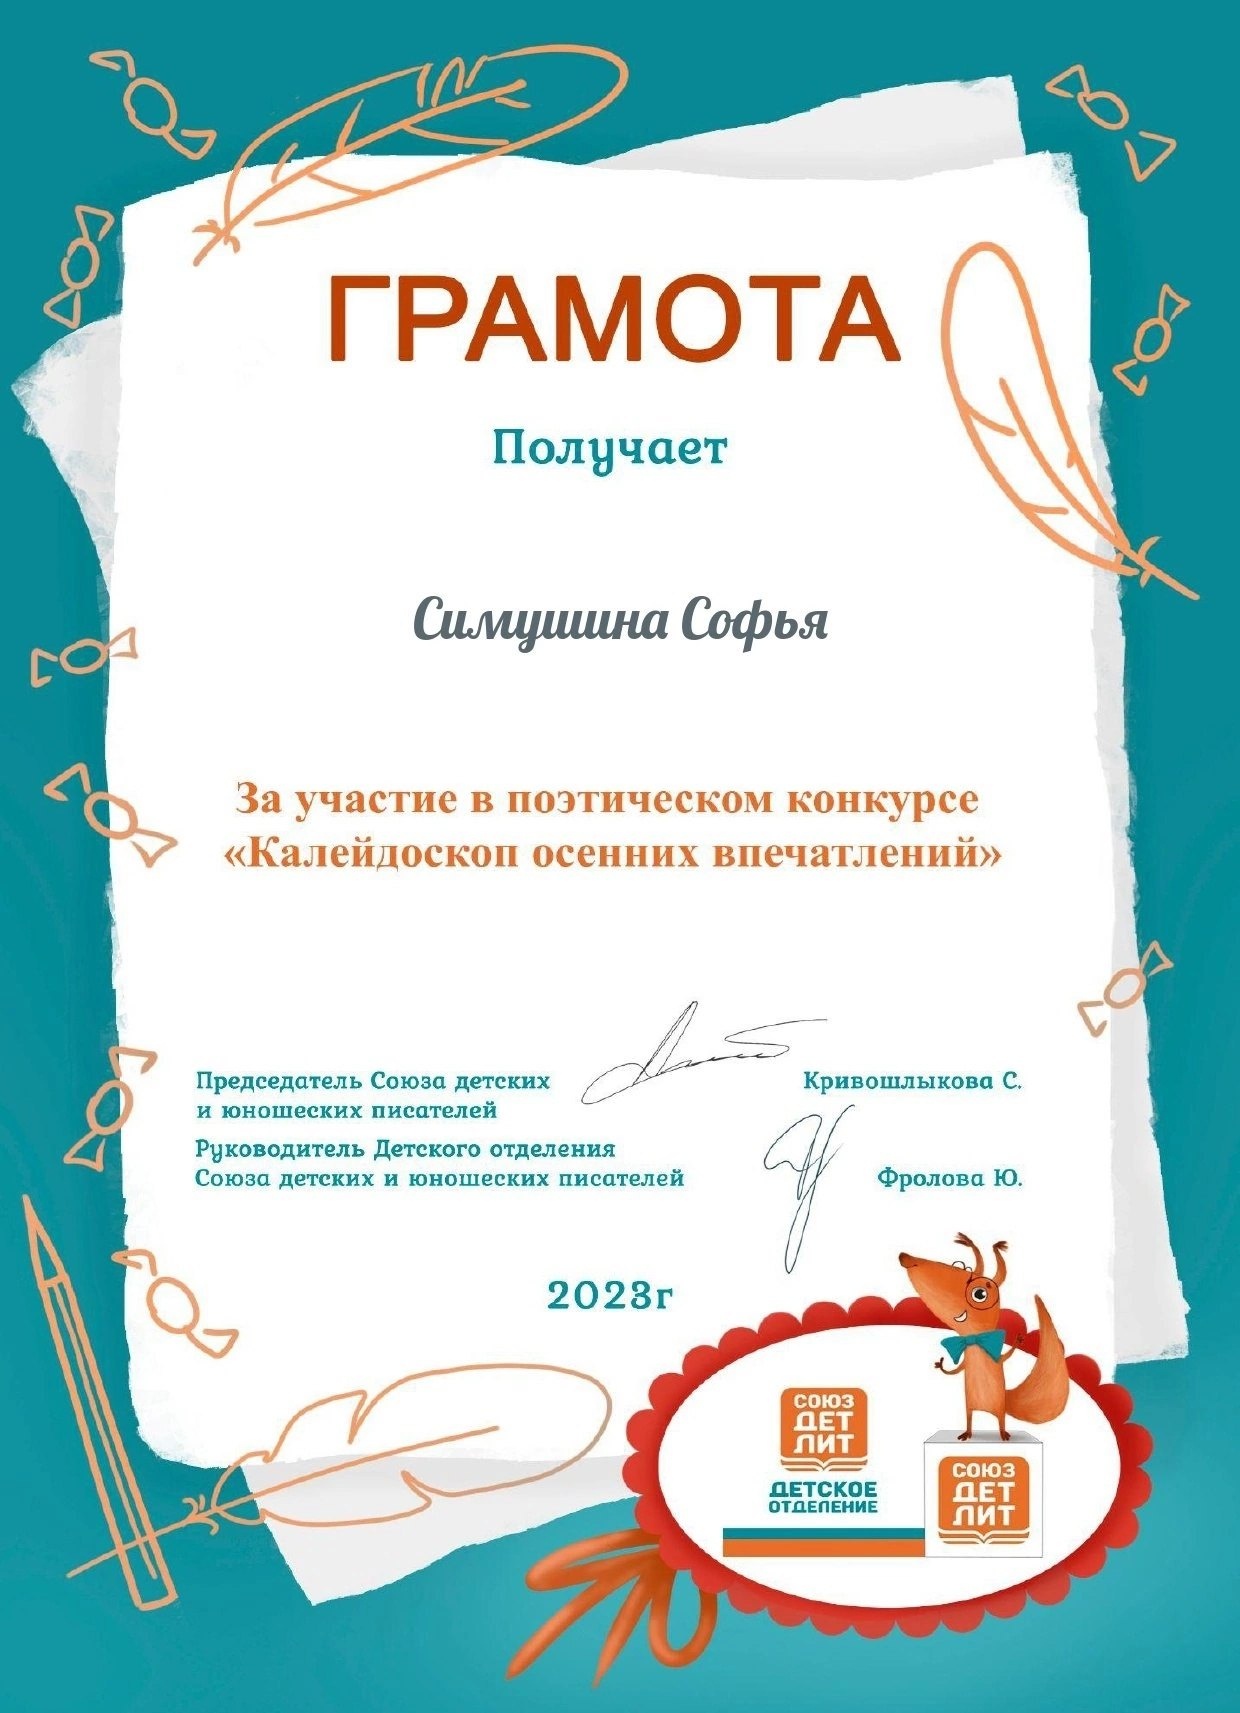 ГРАМОТА
Получает
Симушина Софья
За участие в поэтическом конкурсе
«Калейдоскоп осенних впечатлений»
Председатель Союза детских
и юношеских писателей
Кривошлыкова С.
Руководитель Детского отделения
Союза детских и юношеских писателей
Фролова Ю.
2023г
СОЮЗ
ДЕТ
ЛИТ
ДЕТСКОЕ
ОТДЕЛЕНИЕ
СОЮЗ
ДЕТ
ЛИТ